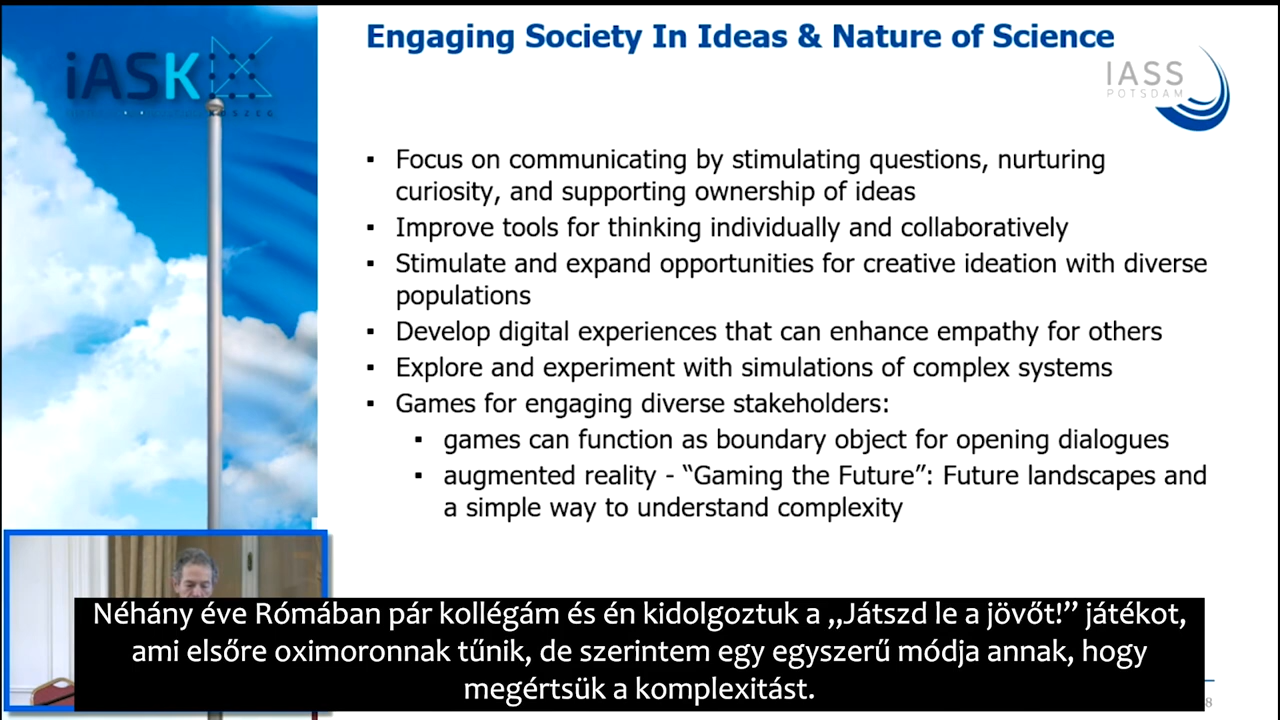 Engaging Society In Ideas & Nature of Science
iASK
KOSZEG
IASS
POTSDAM
▪ Focus on communicating by stimulating questions, nurturing
curiosity, and supporting ownership of ideas
▪ Improve tools for thinking individually and collaboratively
▪ Stimulate and expand opportunities for creative ideation with diverse
populations
▪ Develop digital experiences that can enhance empathy for others
▪ Explore and experiment with simulations of complex systems
▪ Games for engaging diverse stakeholders:
▪ games can function as boundary object for opening dialogues
▪ augmented reality - “Gaming the Future”: Future landscapes and
a simple way to understand complexity
Néhány éve Rómában pár kollégám és én kidolgoztuk a „Játszd le a jövőt!” játékot,
ami elsőre oximoronnak tűnik, de szerintem egy egyszerű módja annak, hogy
megértsük a komplexitást.
8